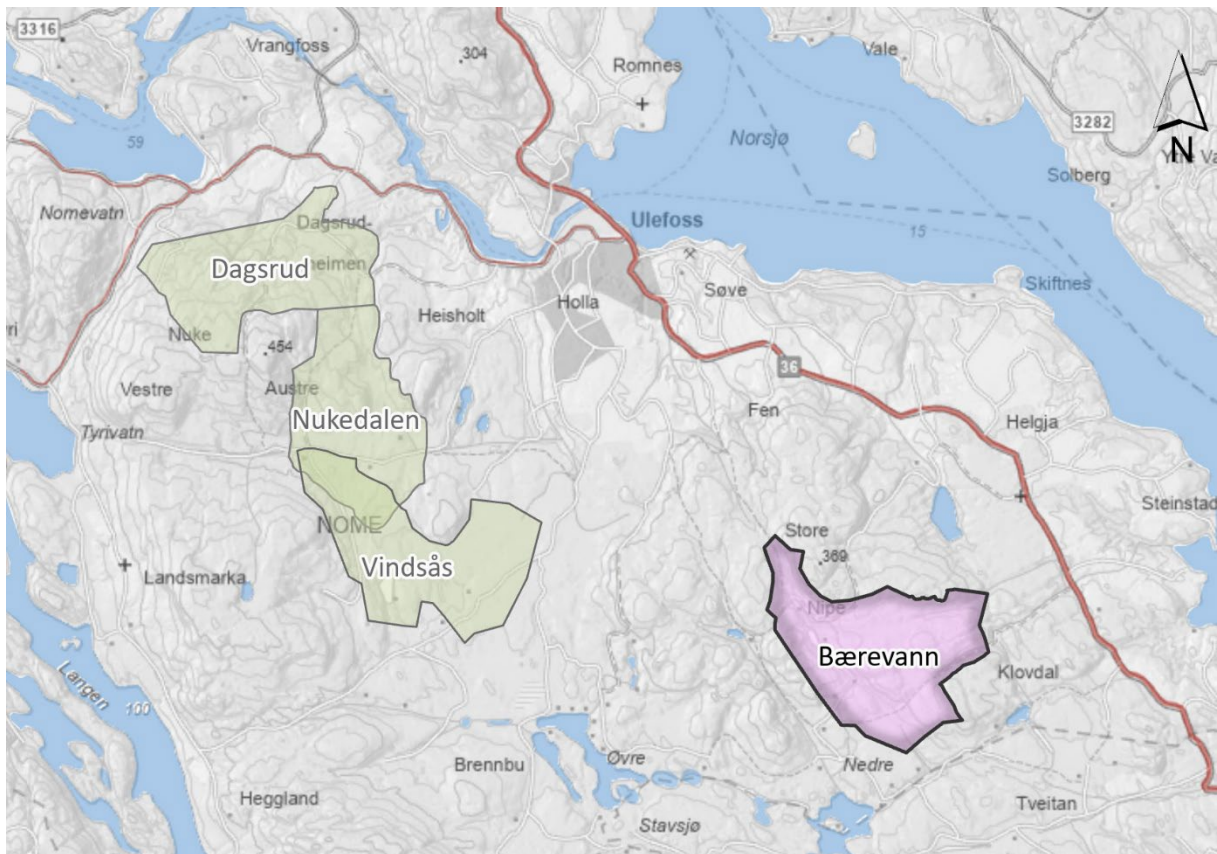 3316
Vrangfoss
304
Romnes
Vale
Norsjø
3282
N
Solberg
59
Nomevatn
Dagsrud-
heimen
Dagsrud
Ulefoss
15
Skiftnes
Søve
Holla
Heisholt
Nuke
454
Vestre
Austre
36
Fen
Helgja
Nukedalen
Tyrivatn
Steinstad
NOME
Store
369
Vindsås
Landsmarka
Nipe
Bærevann
Klovdal
Langen
100
Brennbu
Øvre
Nedre
Heggland
Tveitan
Stavsjø